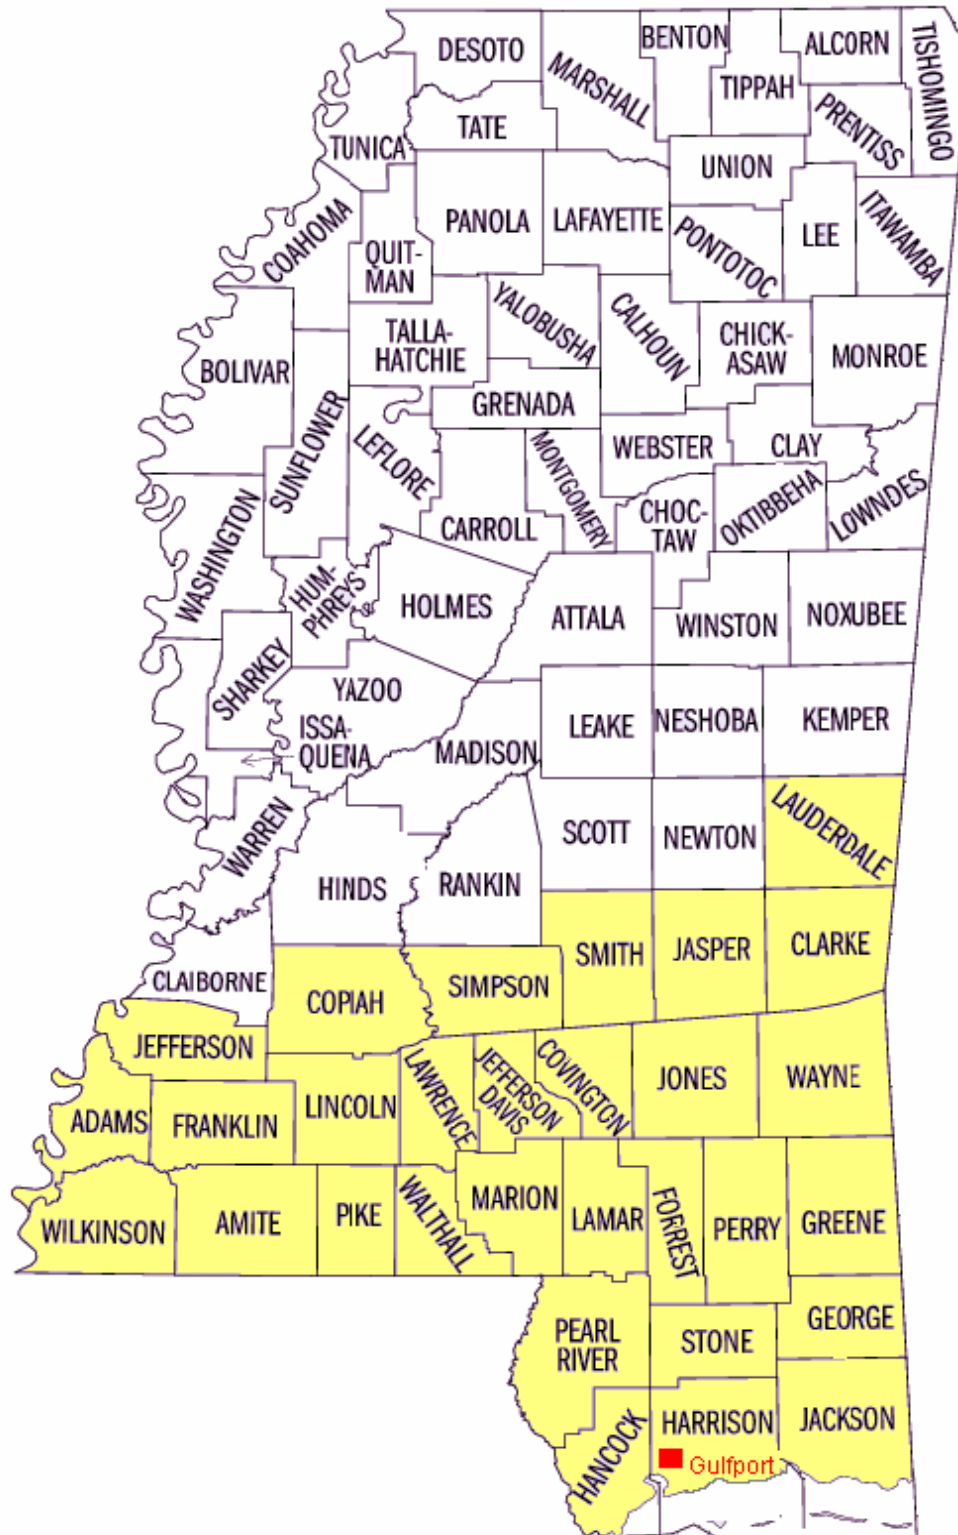 DESOTO
BENTON
ALCORN
TISHOMINGO
MARSHALL
TIPPAH
TATE
PRENTISS
TUNICA
UNION
PANOLA
LAFAYETTE
COAHOMA
PONTOTOC
LEE
ITAWAMBA
QUIT-
MAN
YALOBUSHA
CALHOUN
TALLA-
HATCHIE
CHICK-
ASAW
MONROE
BOLIVAR
GRENADA
SUNFLOWER
LEFLORE
MONTGOMERY
WEBSTER
CLAY
WASHINGTON
CARROLL
CHOC-
TAW
OKTIBBEHA
LOWNDES
HUM-
PHREYS
HOLMES
ATTALA
WINSTON
NOXUBEE
SHARKEY
YAZOO
ISSA-
QUENA
MADISON
LEAKE
NESHOBA
KEMPER
WARREN
SCOTT
NEWTON
LAUDERDALE
HINDS
RANKIN
CLAIBORNE
COPIAH
SIMPSON
SMITH
JASPER
CLARKE
JEFFERSON
ADAMS
FRANKLIN
LINCOLN
LAWRENCE
JEFFERSON
DAVIS
COVINGTON
JONES
WAYNE
WILKINSON
AMITE
PIKE
WALTHALL
MARION
LAMAR
FORREST
PERRY
GREENE
PEARL
RIVER
STONE
GEORGE
HANCOCK
HARRISON
JACKSON
Gulfport